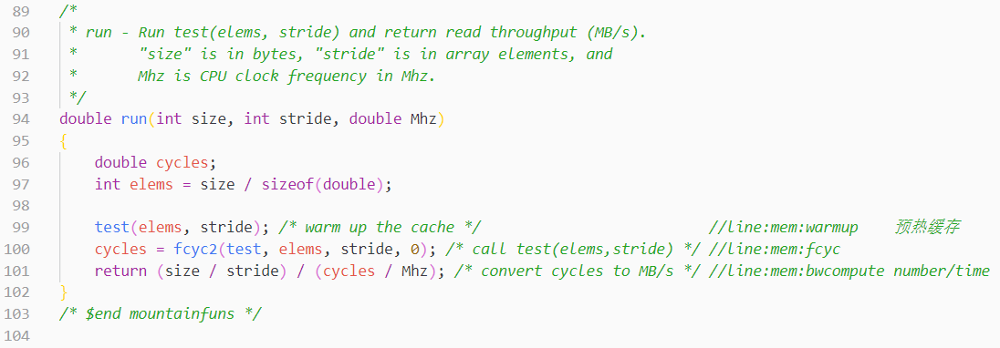 89 /*
90  * run - Run test(elems, stride) and return read throughput (MB/s).
91  *       "size" is in bytes, "stride" is in array elements, and
92  *       Mhz is CPU clock frequency in Mhz.
93  */
94 double run(int size, int stride, double Mhz)
95 {
96     double cycles;
97     int elems = size / sizeof(double);
98
99     test(elems, stride); /* warm up the cache */                          //line:mem:warmup    预热缓存
100     cycles = fcyc2(test, elems, stride, 0); /* call test(elems,stride) */ //line:mem:fcyc
101     return (size / stride) / (cycles / Mhz); /* convert cycles to MB/s */ //line:mem:bwcompute number/time
102 }
103 /* $end mountainfuns */
104